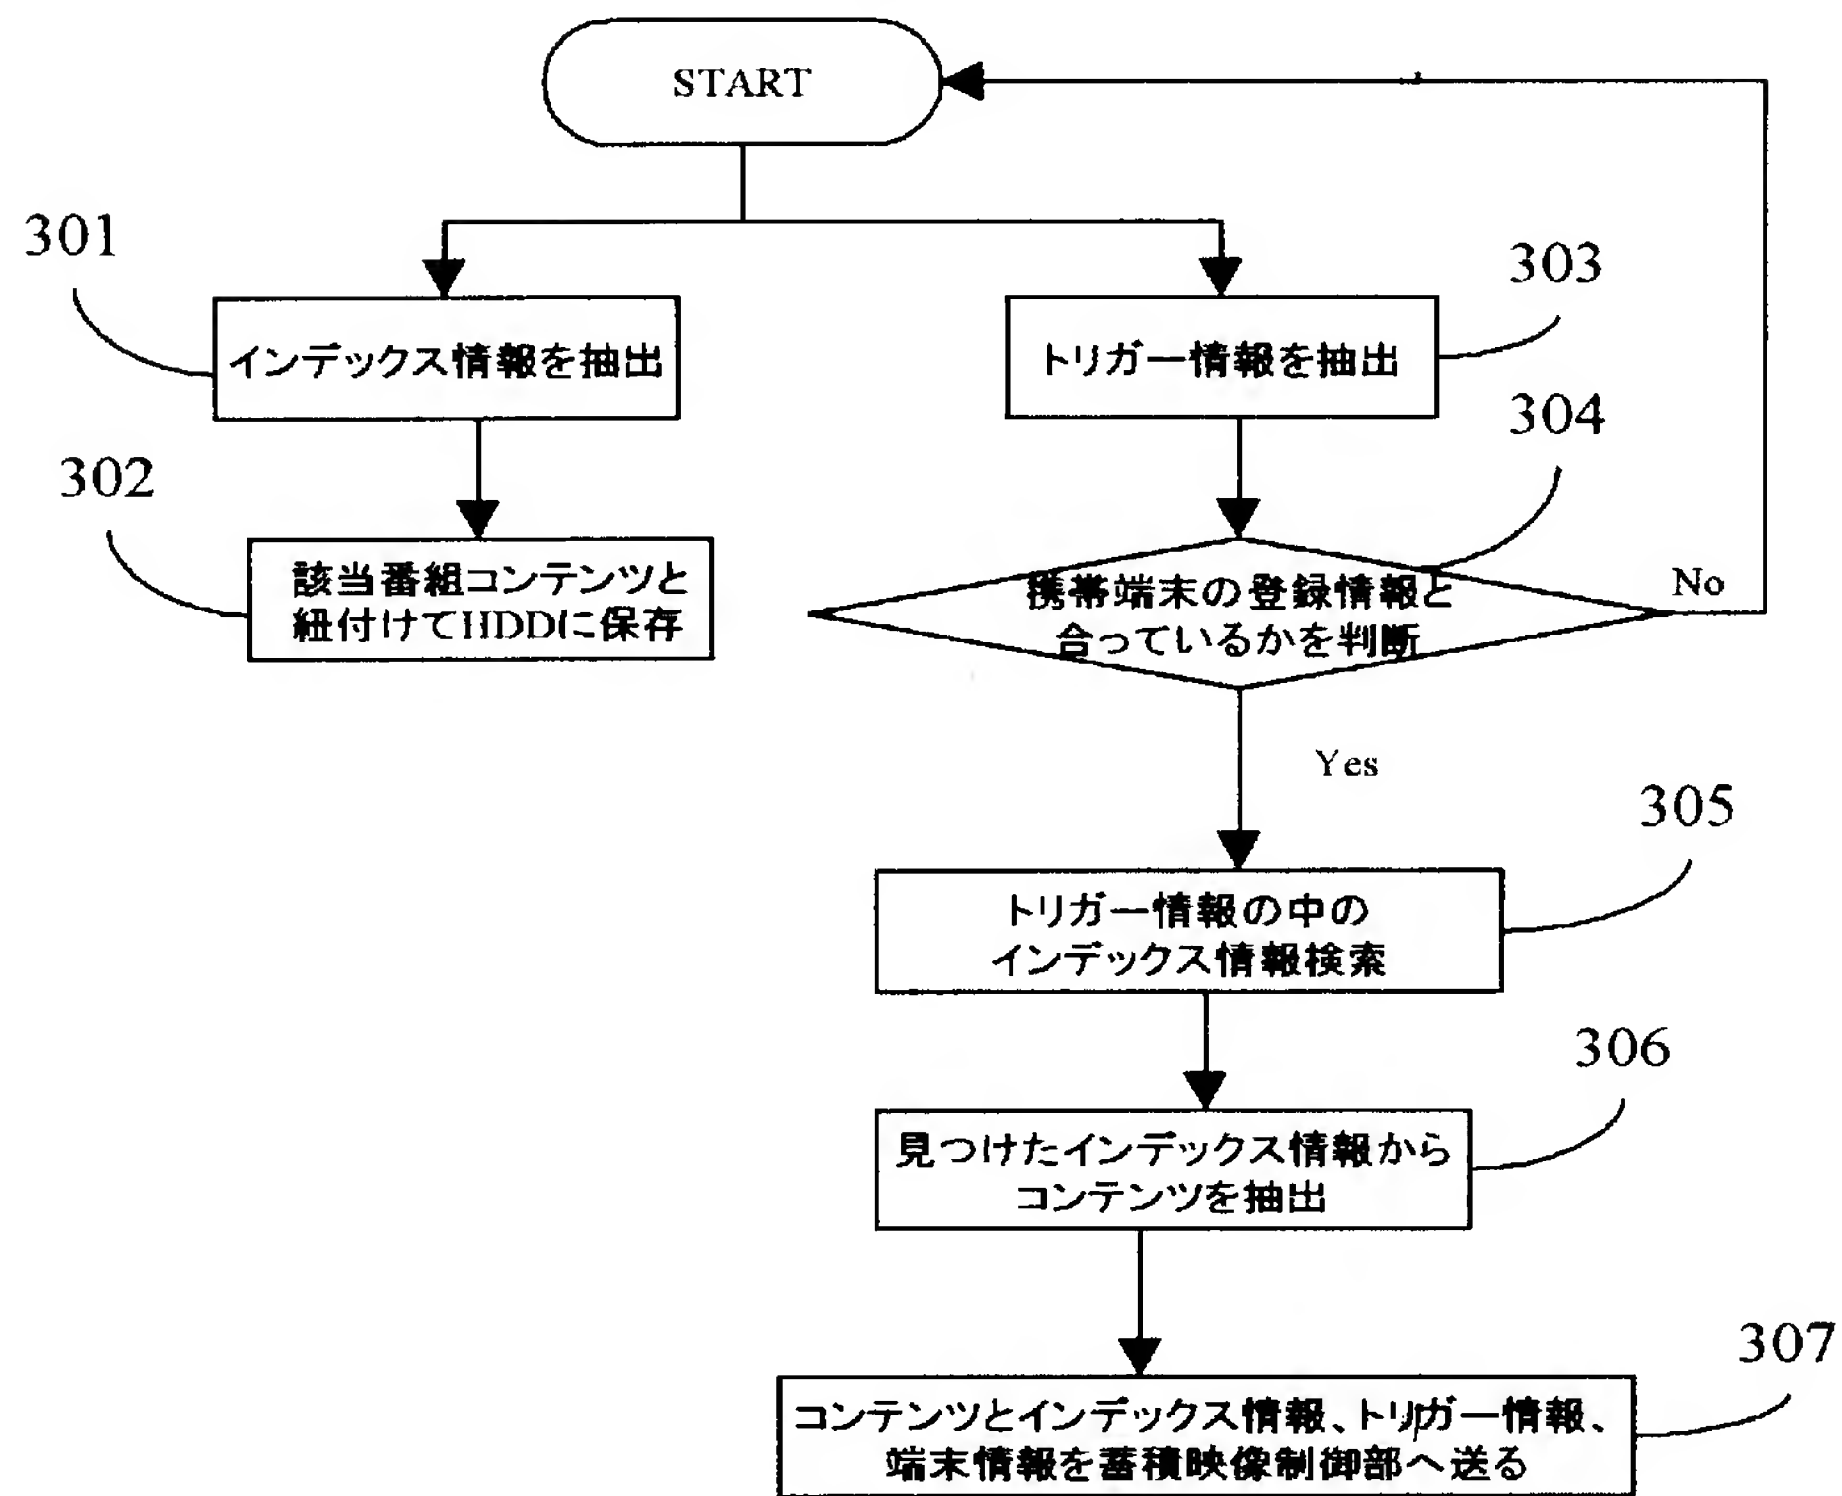 START
301
インデックス情報を抽出
302
該当番組コンテンツと
紐付けてHDDに保存
303
トリガー情報を抽出
304
携帯端末の登録情報と
合っているかを判断
No
Yes
305
トリガー情報の中の
インデックス情報検索
306
見つけたインデックス情報から
コンテンツを抽出
307
コンテンツとインデックス情報、トリガー情報、
端末情報を蓄積映像制御部へ送る